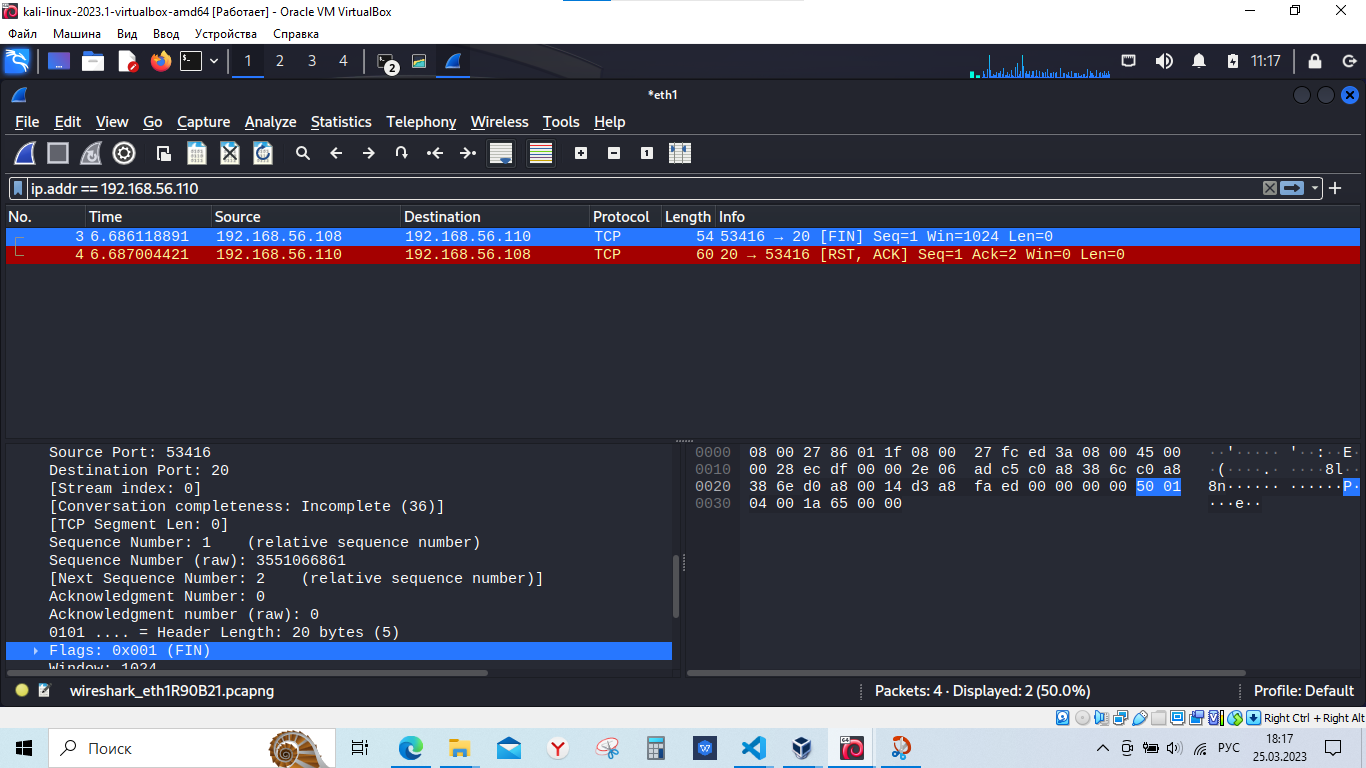 kali-linux-2023.1-virtualbox-amd64 [Работает] - Oracle VM VirtualBox
Файл Машина Вид Ввод Устройства Справка
1 2 3 4 2 11:17
*eth1
File Edit View Go Capture Analyze Statistics Telephony Wireless Tools Help
ip.addr == 192.168.56.110
No. Time Source Destination Protocol Length Info
3 6.686118891 192.168.56.108 192.168.56.110 TCP 54 53416 → 20 [FIN] Seq=1 Win=1024 Len=0
4 6.687004421 192.168.56.110 192.168.56.108 TCP 60 20 → 53416 [RST, ACK] Seq=1 Ack=2 Win=0 Len=0
Source Port: 53416
Destination Port: 20
[Stream index: 0]
[Conversation completeness: Incomplete (36)]
[TCP Segment Len: 0]
Sequence Number: 1 (relative sequence number)
Sequence Number (raw): 3551066861
[Next Sequence Number: 2 (relative sequence number)]
Acknowledgment Number: 0
Acknowledgment number (raw): 0
0101 .... = Header Length: 20 bytes (5)
Flags: 0x001 (FIN)
Window: 1024
0000 08 00 27 86 01 1f 08 00 27 fc ed 3a 08 00 45 00 ··'····· '··:··E·
0010 00 28 ec df 00 00 2e 06 ad c5 c0 a8 38 6c c0 a8 ·(····.· ····8l··
0020 38 6e d0 a8 00 14 d3 a8 fa ed 00 00 00 00 50 01 8n······ ······P·
0030 04 00 1a 65 00 00 ···e··
wireshark_eth1R90B21.pcapng Packets: 4 · Displayed: 2 (50.0%) Profile: Default
Right Ctrl + Right Alt
Поиск РУС 18:17
25.03.2023